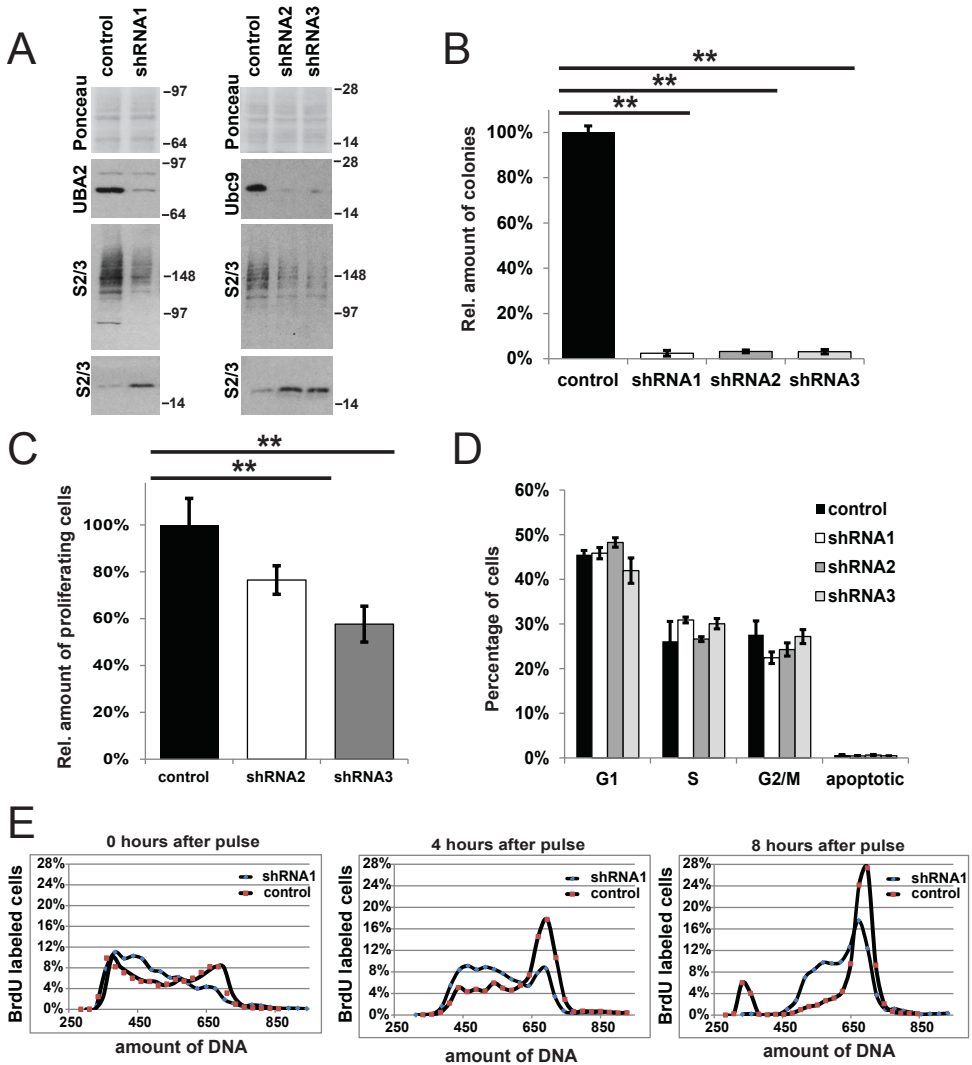 A
control
shRNA1
control
shRNA2
shRNA3
Ponceau
–97
–64
Ponceau
–28
–14
UBA2
–97
–64
Ubc9
–28
–14
S2/3
–148
–97
S2/3
–148
–97
S2/3
–14
S2/3
–14
B
**
**
**
Rel. amount of colonies
100%
80%
60%
40%
20%
0%
control shRNA1 shRNA2 shRNA3
C
**
**
Rel. amount of proliferating cells
100%
80%
60%
40%
20%
0%
control shRNA2 shRNA3
D
Percentage of cells
60%
50%
40%
30%
20%
10%
0%
control
shRNA1
shRNA2
shRNA3
G1 S G2/M apoptotic
E
0 hours after pulse
BrdU labeled cells
28%
24%
20%
16%
12%
8%
4%
0%
shRNA1
control
250 450 650 850
amount of DNA
4 hours after pulse
BrdU labeled cells
28%
24%
20%
16%
12%
8%
4%
0%
shRNA1
control
250 450 650 850
amount of DNA
8 hours after pulse
BrdU labeled cells
28%
24%
20%
16%
12%
8%
4%
0%
shRNA1
control
250 450 650 850
amount of DNA